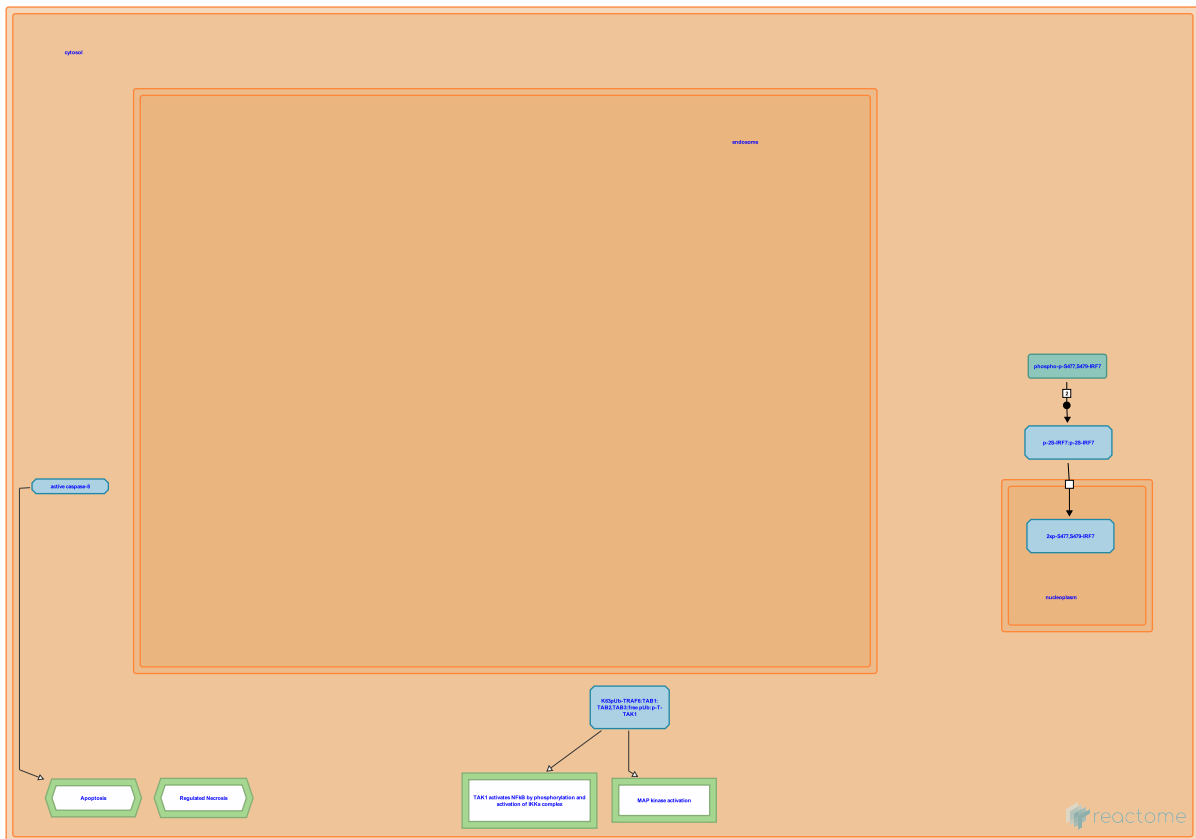 cytosol
endosome
phospho-p-S477,S479-IRF7
2
p-2S-IRF7:p-2S-IRF7
active caspase-8
2xp-S477,S479-IRF7
nucleoplasm
K63pUb-TRAF6:TAB1:
TAB2,TAB3:free pUb:p-T-
TAK1
Apoptosis
Regulated Necrosis
TAK1 activates NFkB by phosphorylation and
activation of IKKs complex
MAP kinase activation
reactome